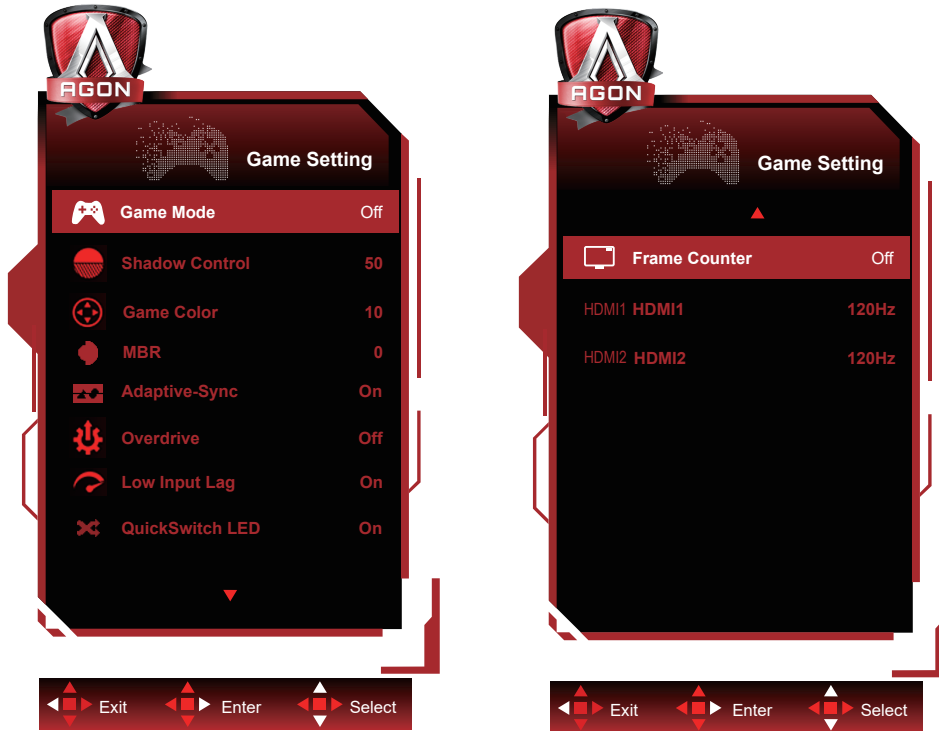 AGON
Game Setting
Game Mode Off
Shadow Control 50
Game Color 10
MBR 0
Adaptive-Sync On
Overdrive Off
Low Input Lag On
QuickSwitch LED On
Exit Enter Select
AGON
Game Setting
Frame Counter Off
HDMI1 HDMI1 120Hz
HDMI2 HDMI2 120Hz
Exit Enter Select